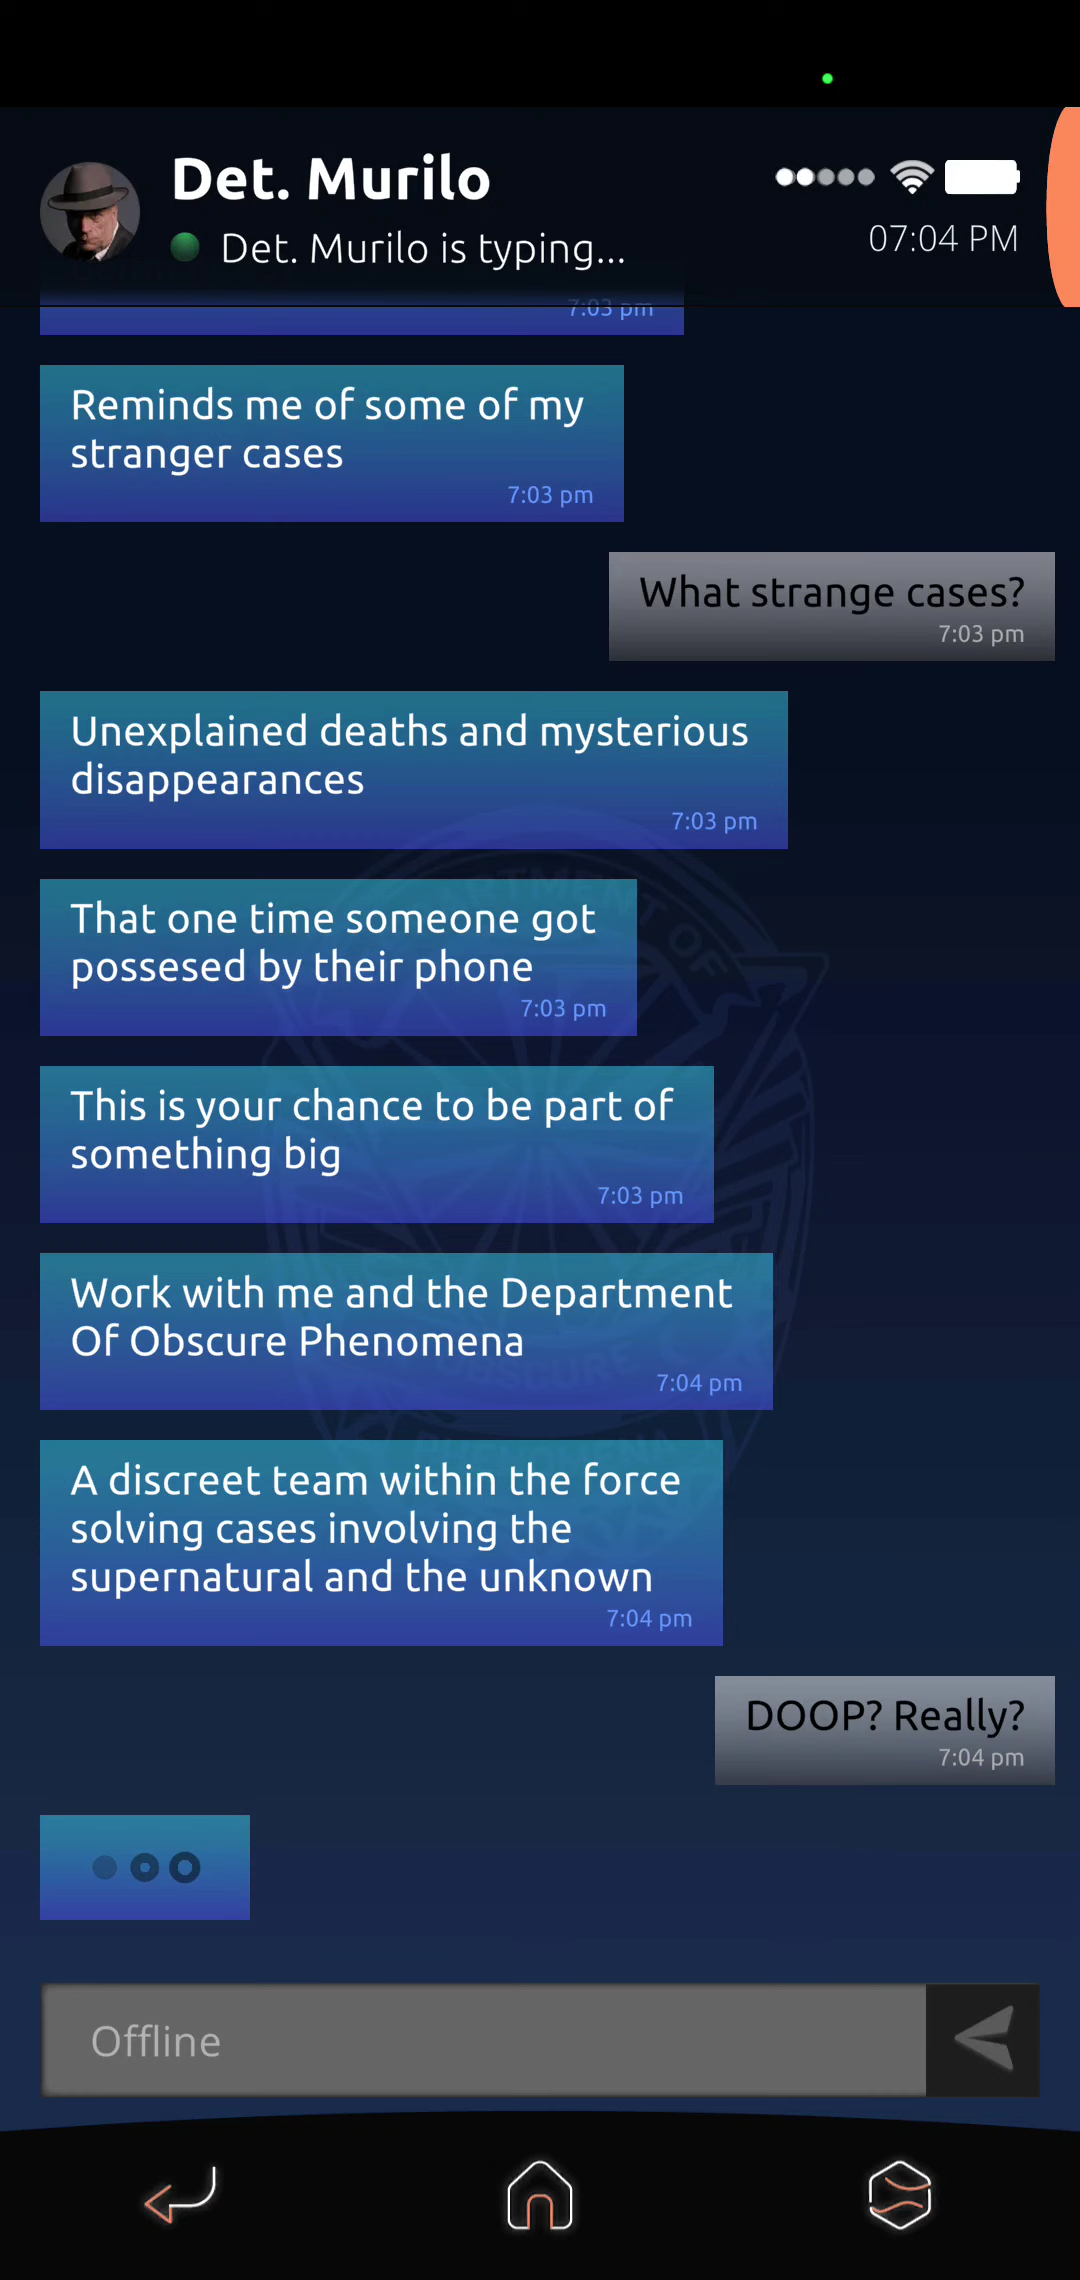 Det. Murilo
Det. Murilo is typing...
07:04 PM
7:03 pm
Reminds me of some of my
stranger cases
7:03 pm
What strange cases?
7:03 pm
Unexplained deaths and mysterious
disappearances
7:03 pm
That one time someone got
possesed by their phone
7:03 pm
This is your chance to be part of
something big
7:03 pm
Work with me and the Department
Of Obscure Phenomena
7:04 pm
A discreet team within the force
solving cases involving the
supernatural and the unknown
7:04 pm
DOOP? Really?
7:04 pm
Offline